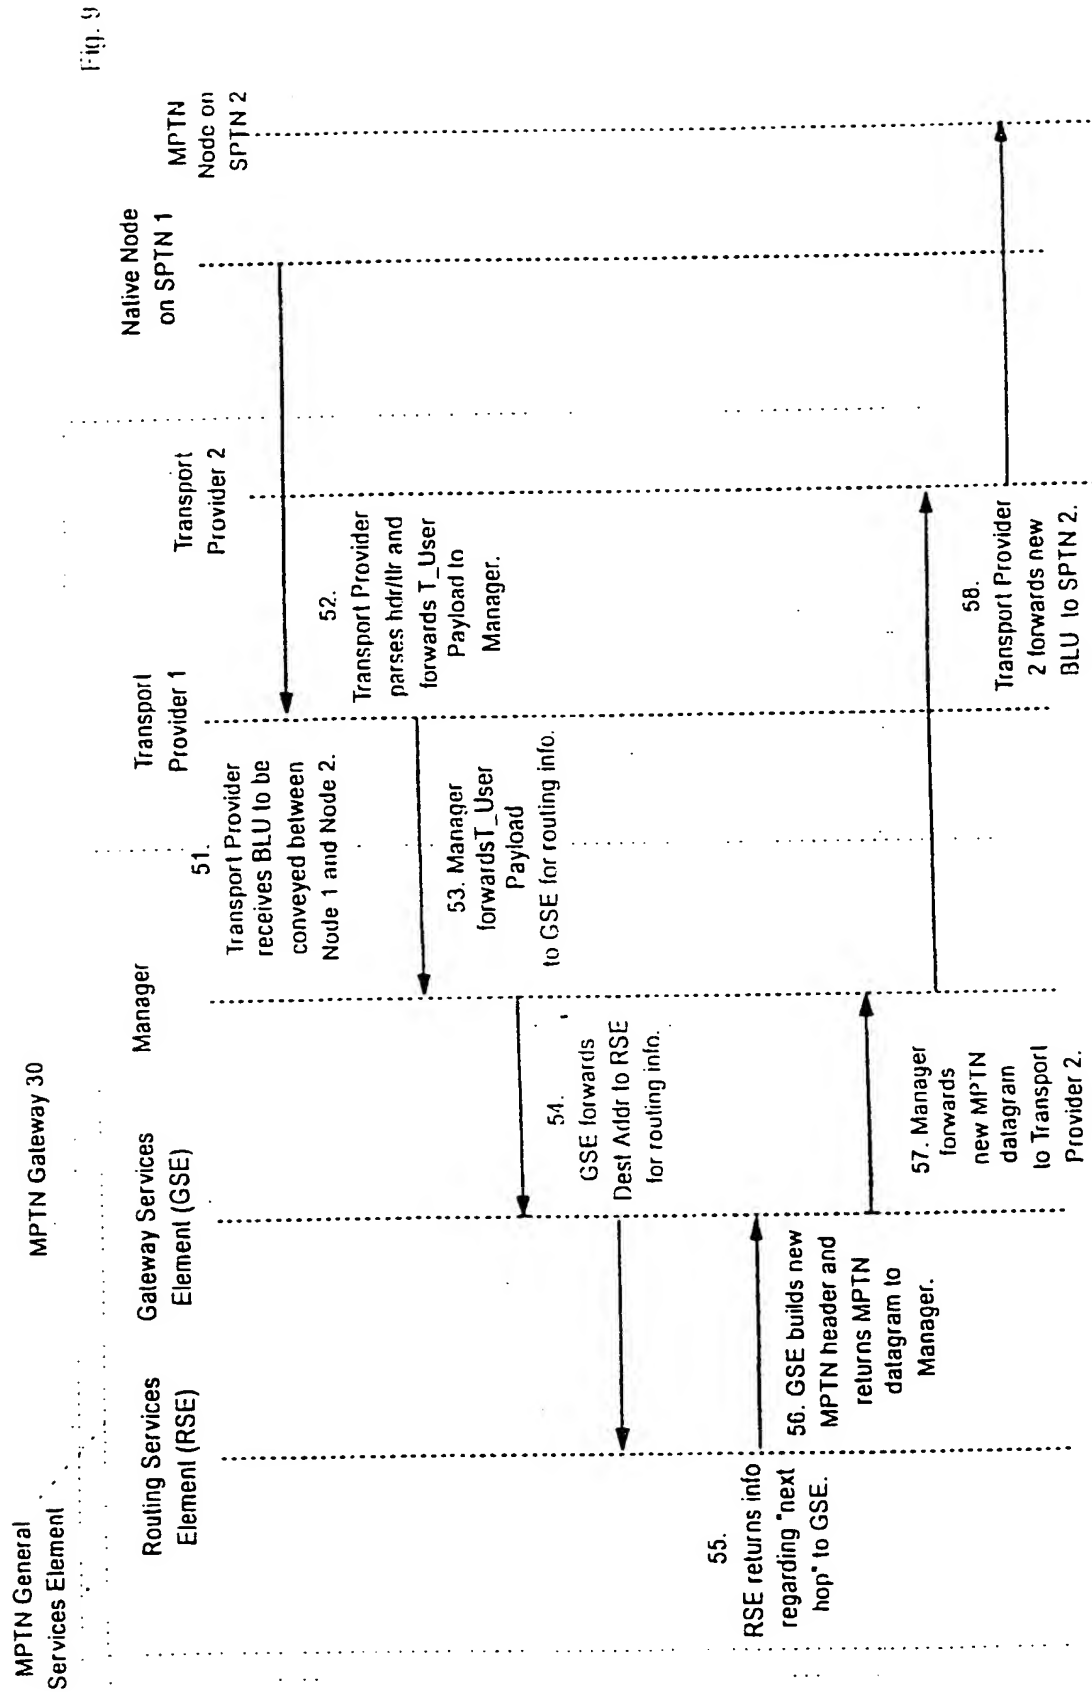 Fig. 9
MPTN General
Services Element
MPTN Gateway 30
Routing Services
Element (RSE)
Gateway Services
Element (GSE)
Manager
Transport
Provider 1
Transport
Provider 2
Native Node
on SPTN 1
MPTN
Node on
SPTN 2
51.
Transport Provider
receives BLU to be
conveyed between
Node 1 and Node 2.
52.
Transport Provider
parses hdr/tlr and
forwards T_User
Payload to
Manager.
53. Manager
forwardsT_User
Payload
to GSE for routing info.
54.
GSE forwards
Dest Addr to RSE
for routing info.
55.
RSE returns info
regarding "next
hop" to GSE.
56. GSE builds new
MPTN header and
returns MPTN
datagram to
Manager.
57. Manager
forwards
new MPTN
datagram
to Transport
Provider 2.
58.
Transport Provider
2 forwards new
BLU to SPTN 2.